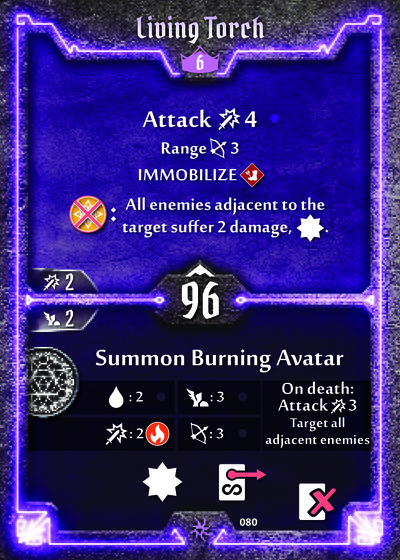 Living Torch
6
Attack 4
Range 3
IMMOBILIZE
: All enemies adjacent to the
target suffer 2 damage, .
2
96
2
Summon Burning Avatar
: 2
: 3
On death:
Attack 3
Target all
adjacent enemies
: 2
: 3
080